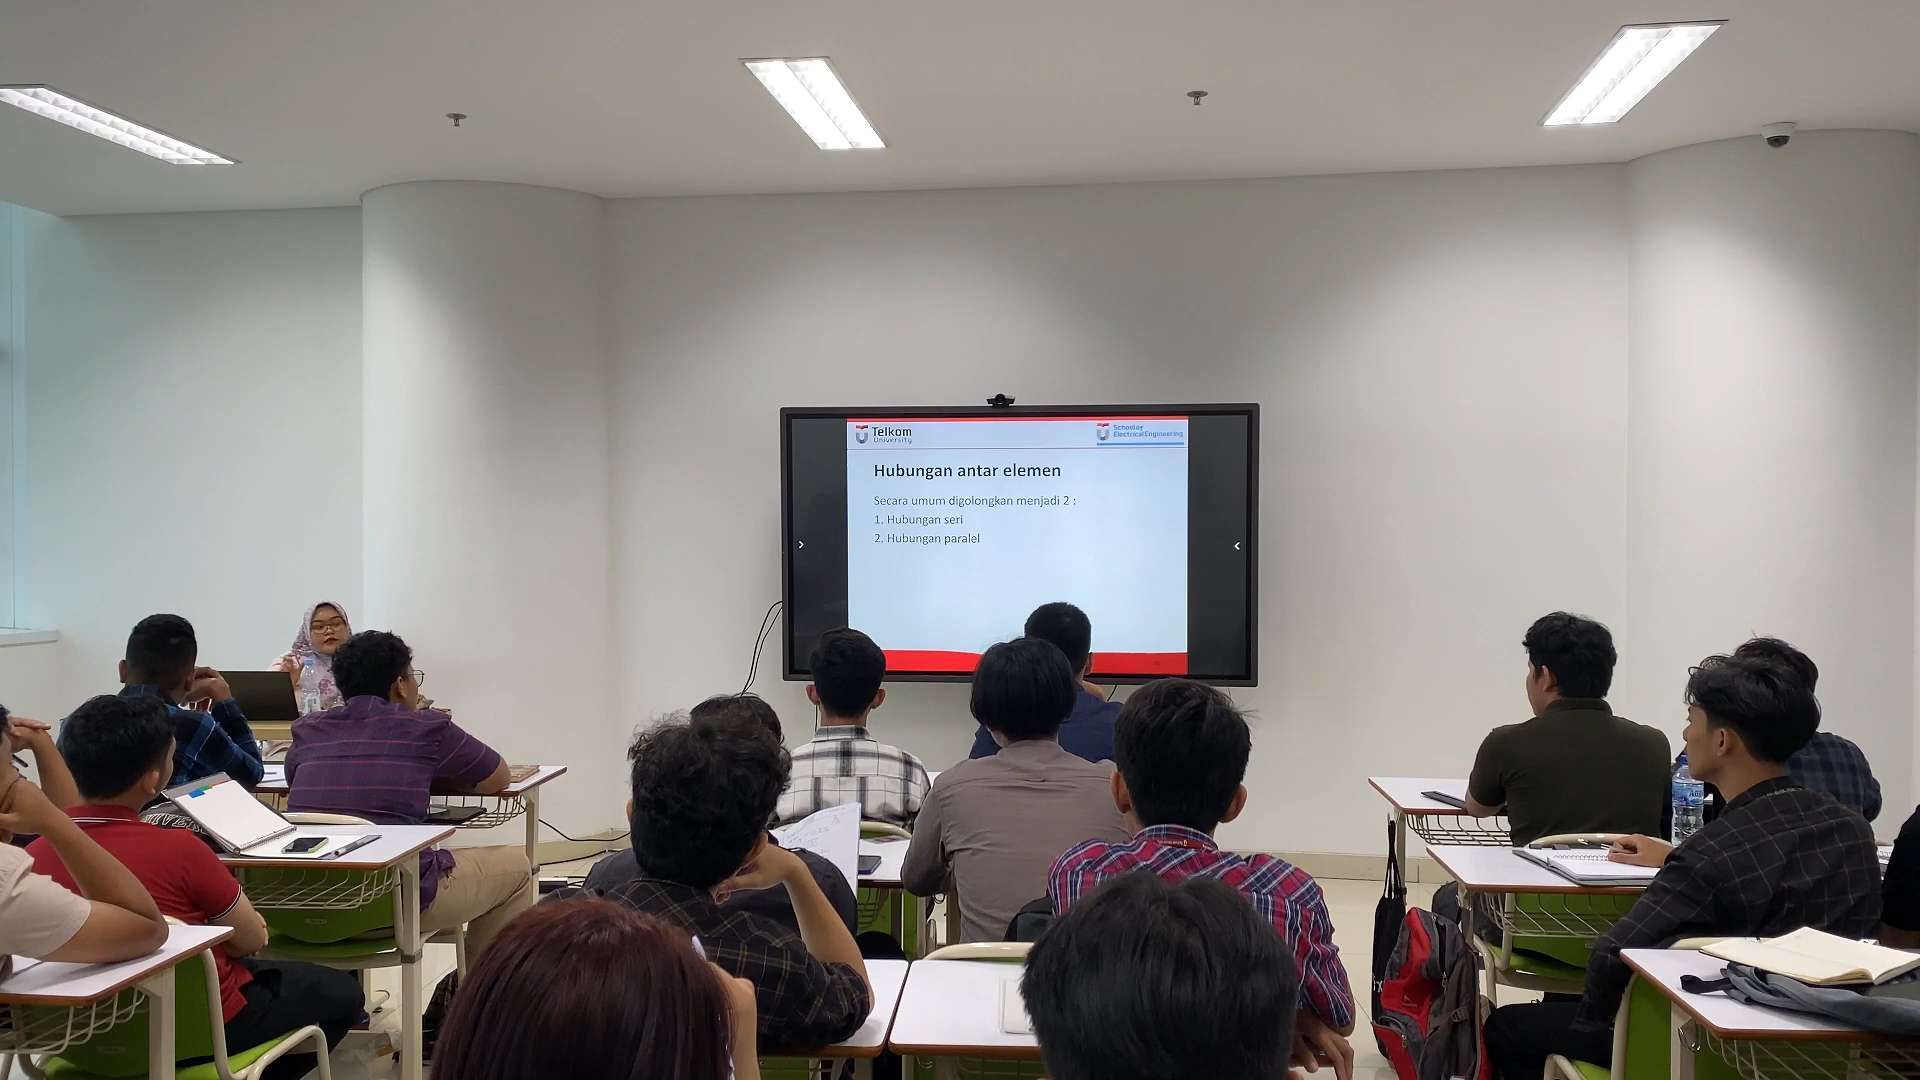 Telkom
University
School of
Electrical Engineering
Hubungan antar elemen
Secara umum digolongkan menjadi 2 :
1. Hubungan seri
2. Hubungan paralel